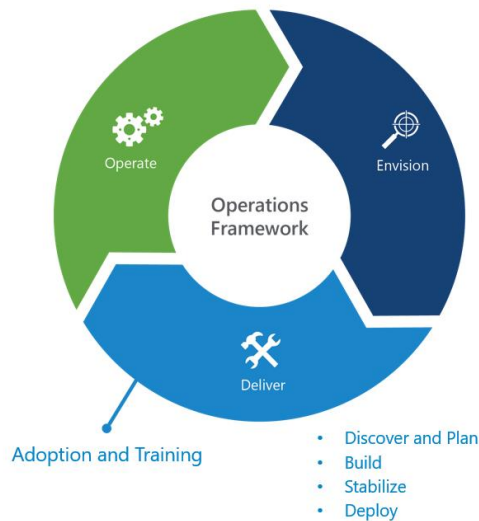 Operate
Envision
Operations
Framework
Deliver
Adoption and Training
• Discover and Plan
• Build
• Stabilize
• Deploy